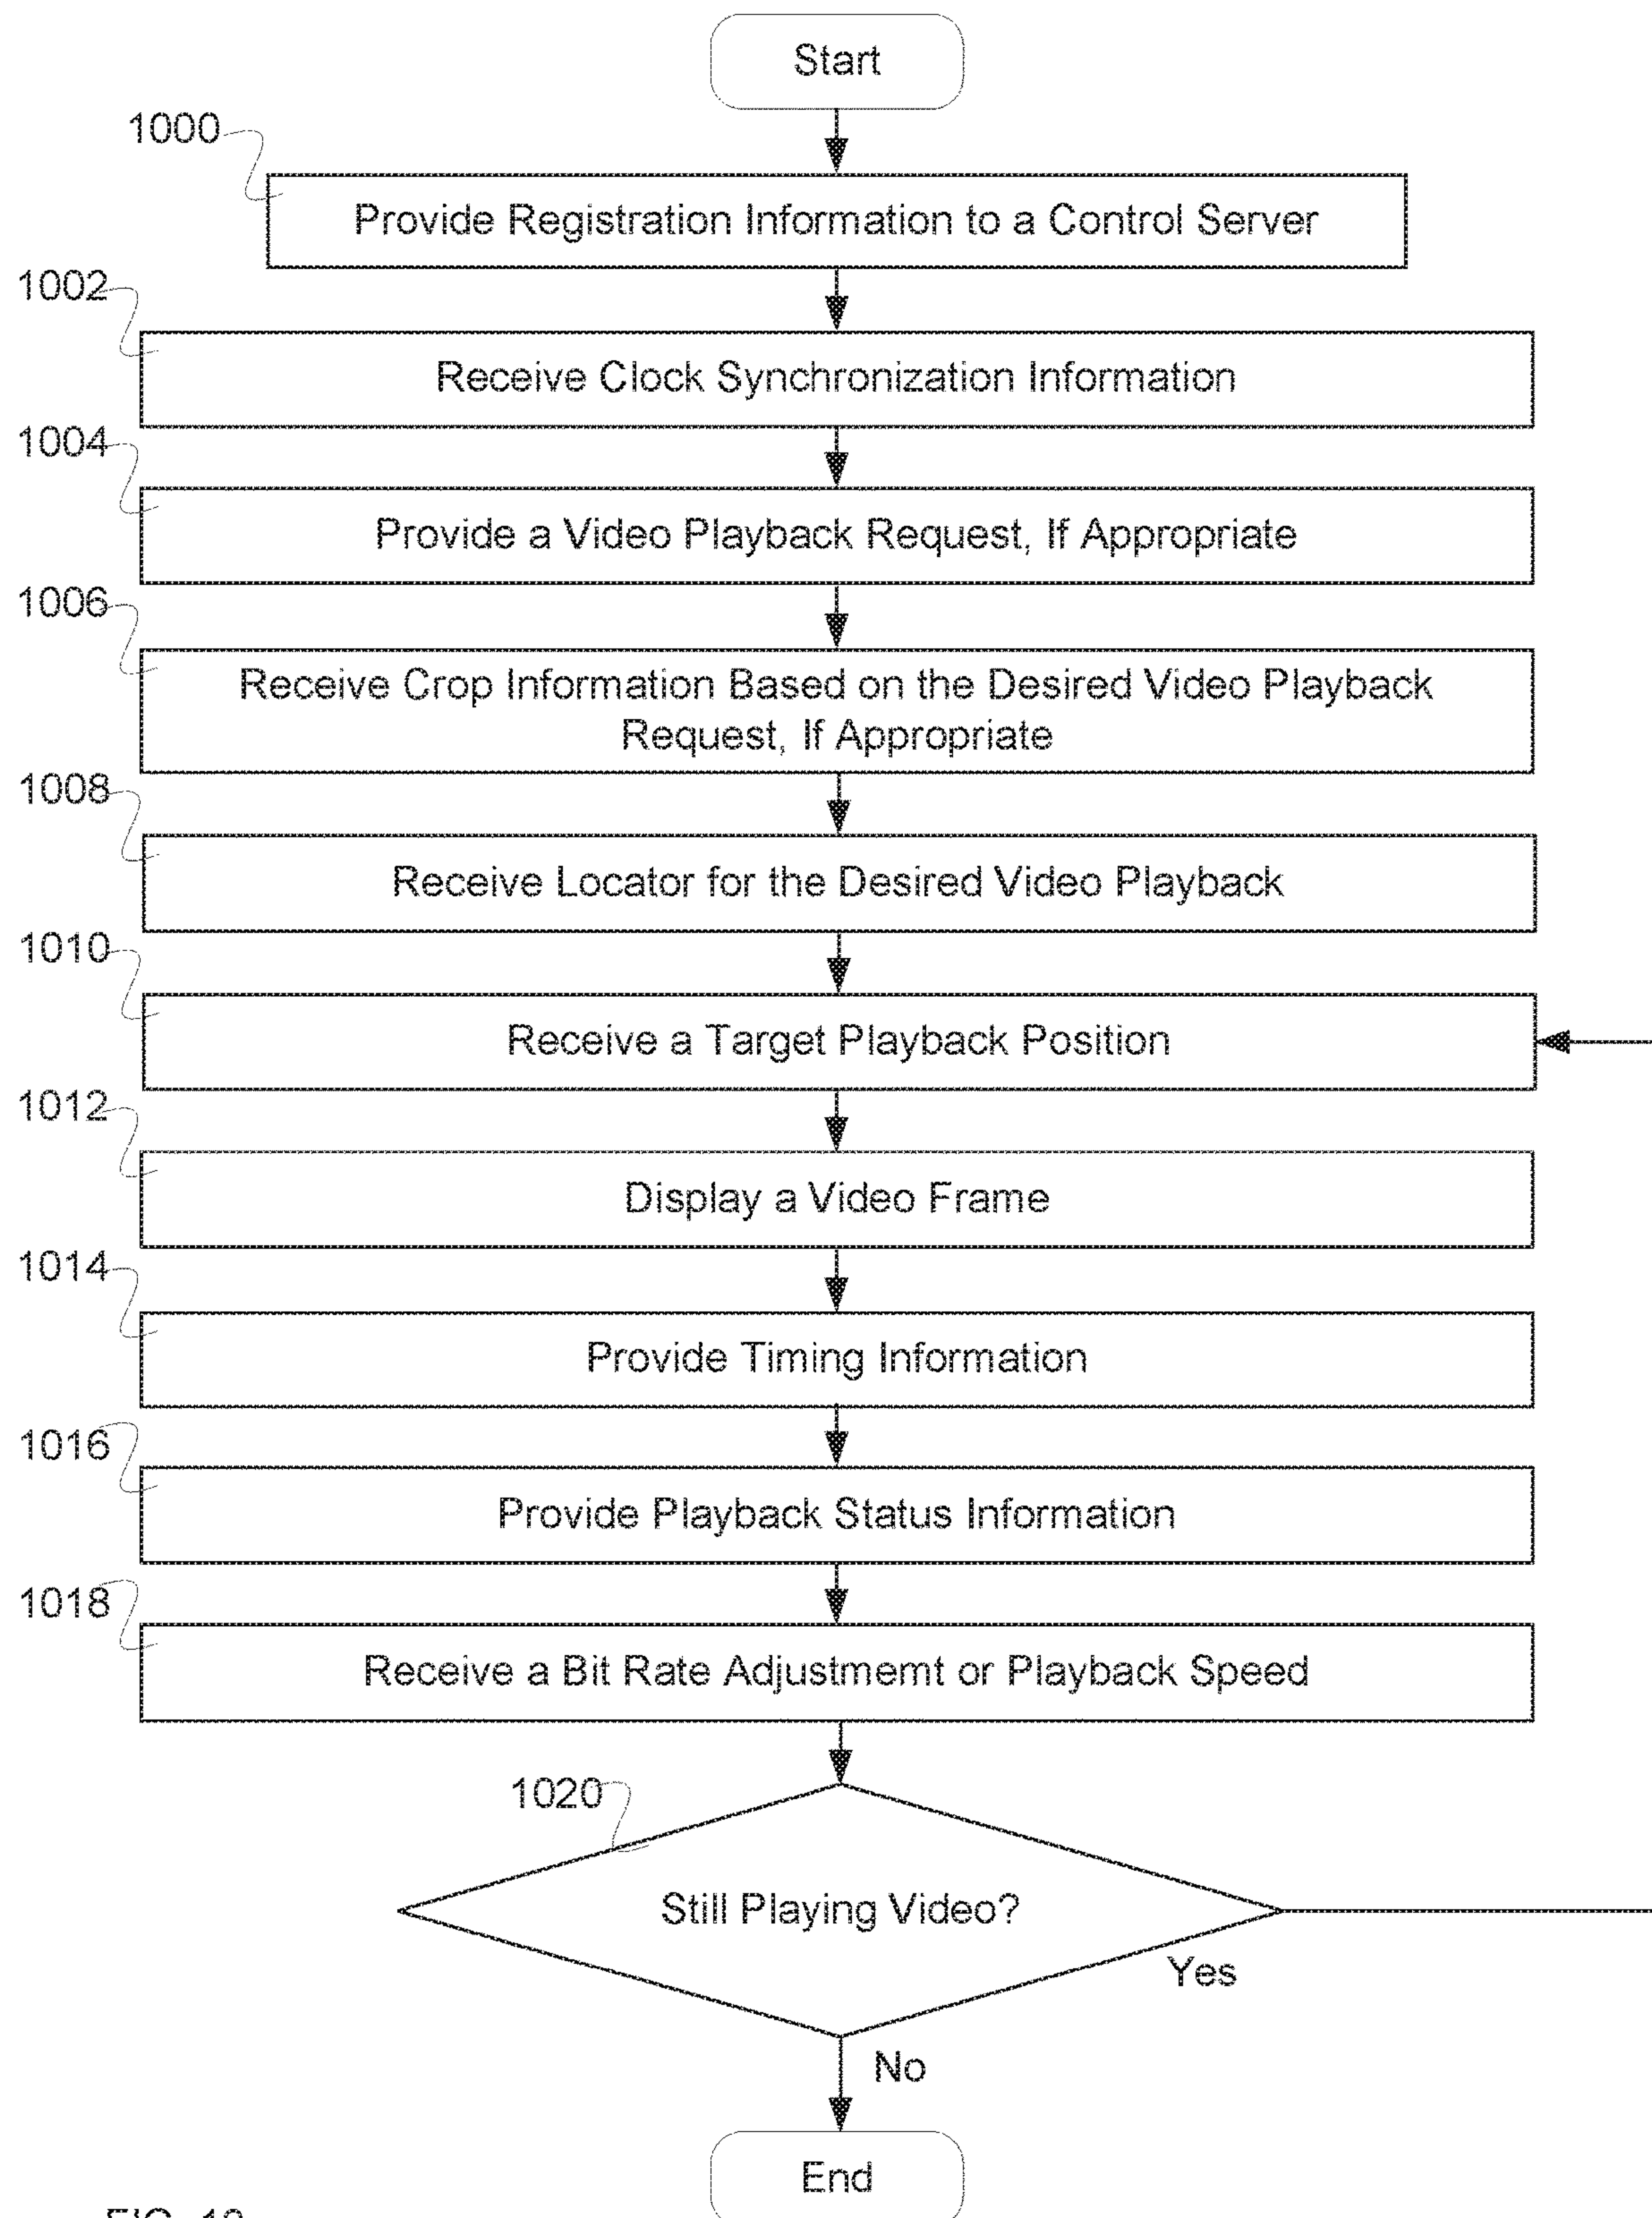 Start
1000
Provide Registration Information to a Control Server
1002
Receive Clock Synchronization Information
1004
Provide a Video Playback Request, If Appropriate
1006
Receive Crop Information Based on the Desired Video Playback
Request, If Appropriate
1008
Receive Locator for the Desired Video Playback
1010
Receive a Target Playback Position
1012
Display a Video Frame
1014
Provide Timing Information
1016
Provide Playback Status Information
1018
Receive a Bit Rate Adjustmemt or Playback Speed
1020
Still Playing Video?
Yes
No
End